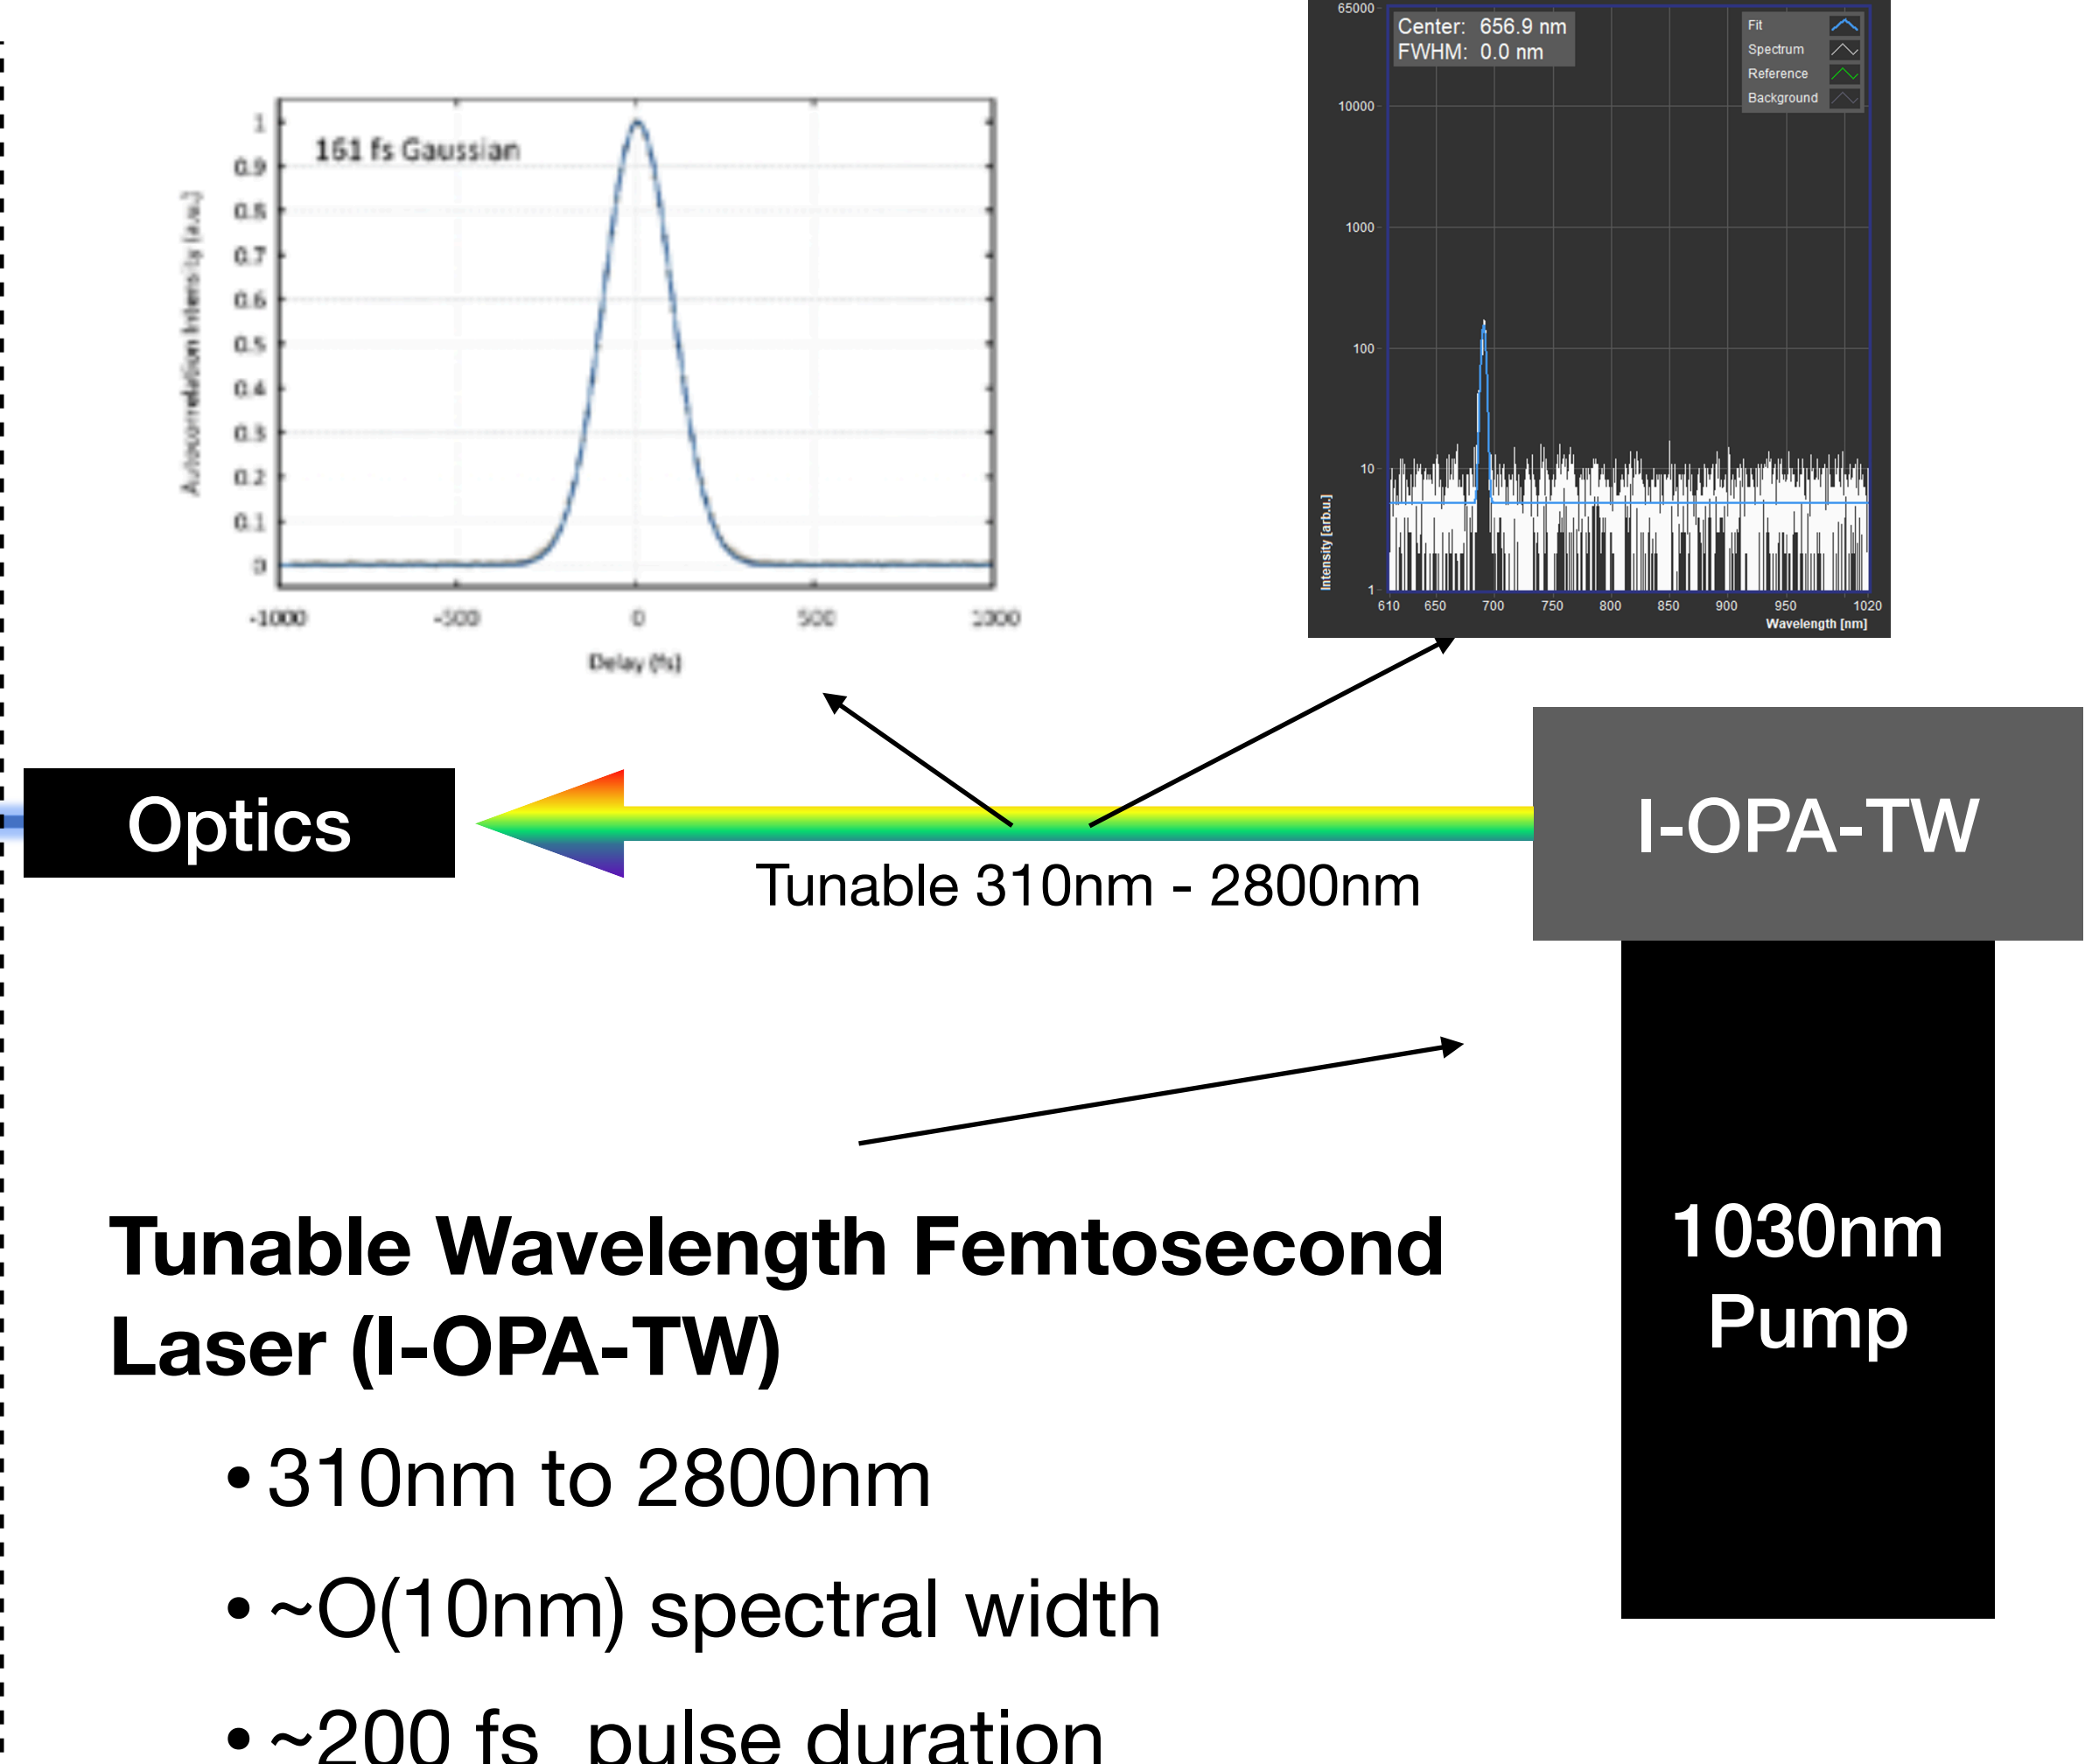 161 fs Gaussian
1
0.9
0.8
0.7
0.6
0.5
0.4
0.3
0.2
0.1
0
Autocorrelation Intensity (a.u.)
-1000
-500
0
500
1000
Delay (fs)
Center: 656.9 nm
FWHM: 0.0 nm
Fit
Spectrum
Reference
Background
65000
10000
1000
100
10
1
Intensity [arb.u.]
610
650
700
750
800
850
900
950
1020
Wavelength [nm]
Optics
I-OPA-TW
Tunable 310nm - 2800nm
1030nm
Pump
Tunable Wavelength Femtosecond
Laser (I-OPA-TW)
• 310nm to 2800nm
• ~O(10nm) spectral width
• ~200 fs pulse duration